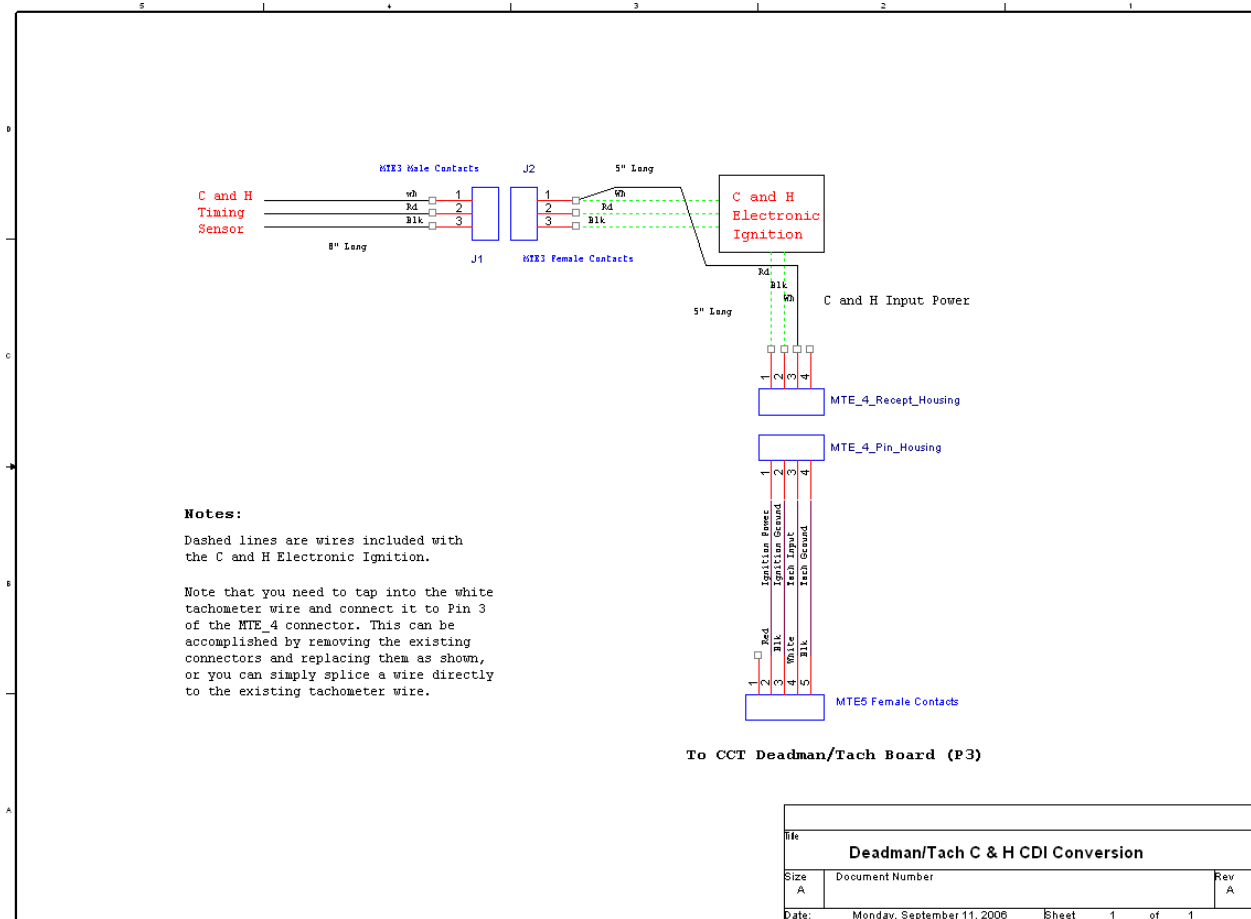 5 4 3 2 1
D
C
B
A
MTE3 Male Contacts
J2
5" Long
C and H
Timing
Sensor
Wh
Rd
Blk
1
2
3
8" Long
J1
1
2
3
Wh
Rd
Blk
MTE3 Female Contacts
C and H
Electronic
Ignition
Rd
Blk
Wh
5" Long
C and H Input Power
1
2
3
4
MTE_4_Recept_Housing
MTE_4_Pin_Housing
1
2
3
4
Ignition Power
Ignition Ground
Tach Input
Tach Ground
Red
Blk
White
Blk
1
2
3
4
5
MTE5 Female Contacts
To CCT Deadman/Tach Board (P3)
Notes:
Dashed lines are wires included with
the C and H Electronic Ignition.
Note that you need to tap into the white
tachometer wire and connect it to Pin 3
of the MTE_4 connector. This can be
accomplished by removing the existing
connectors and replacing them as shown,
or you can simply splice a wire directly
to the existing tachometer wire.
Title
Deadman/Tach C & H CDI Conversion
Size
A
Document Number
Rev
A
Date: Monday, September 11, 2006 Sheet 1 of 1